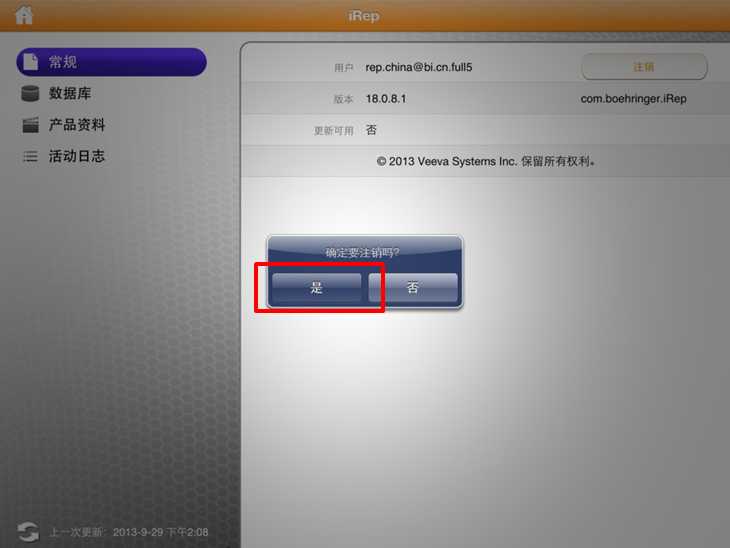 iRep
常规
数据库
产品资料
活动日志
用户 rep.china@bi.cn.full5 注销
版本 18.0.8.1 com.boehringer.iRep
更新可用 否
© 2013 Veeva Systems Inc. 保留所有权利。
确定要注销吗?
是 否
上一次更新: 2013-9-29 下午2:08